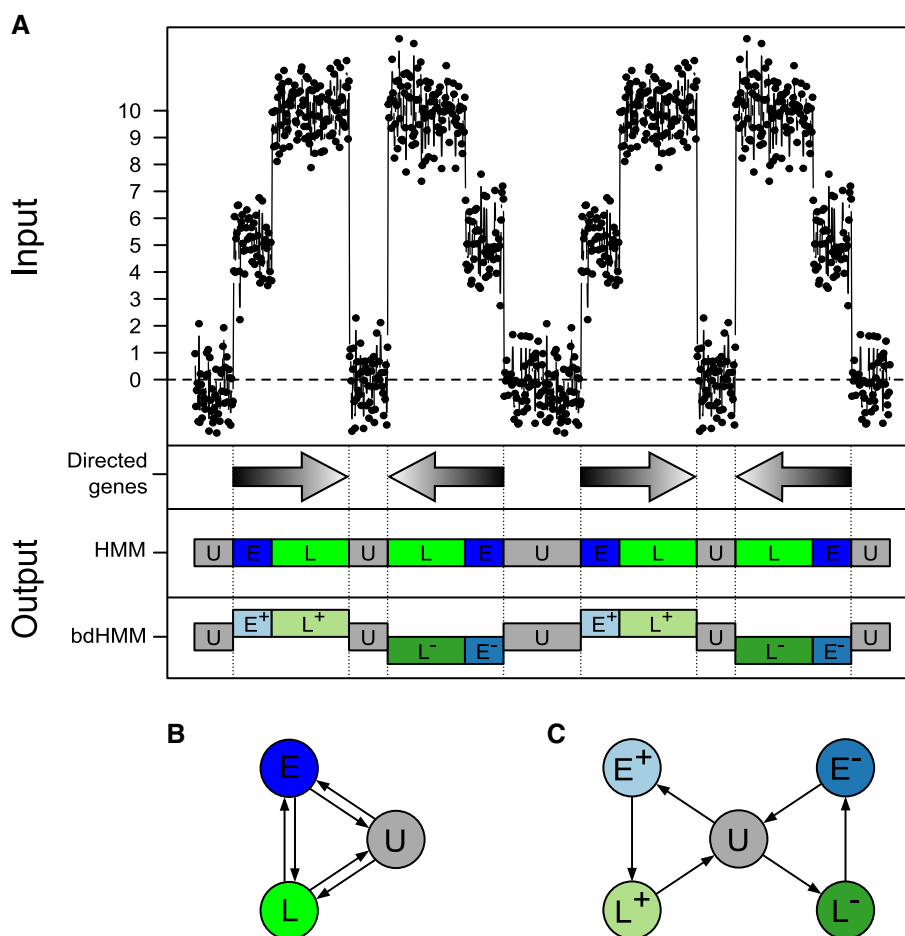 A
Input
10
9
8
7
6
5
4
3
2
1
0
Directed
genes
Output
HMM
U E L U L E U E L U L E U
bdHMM
U E+ L+ U L- E- U E+ L+ U L- E- U
B
E
U
L
C
E+
E-
U
L+
L-